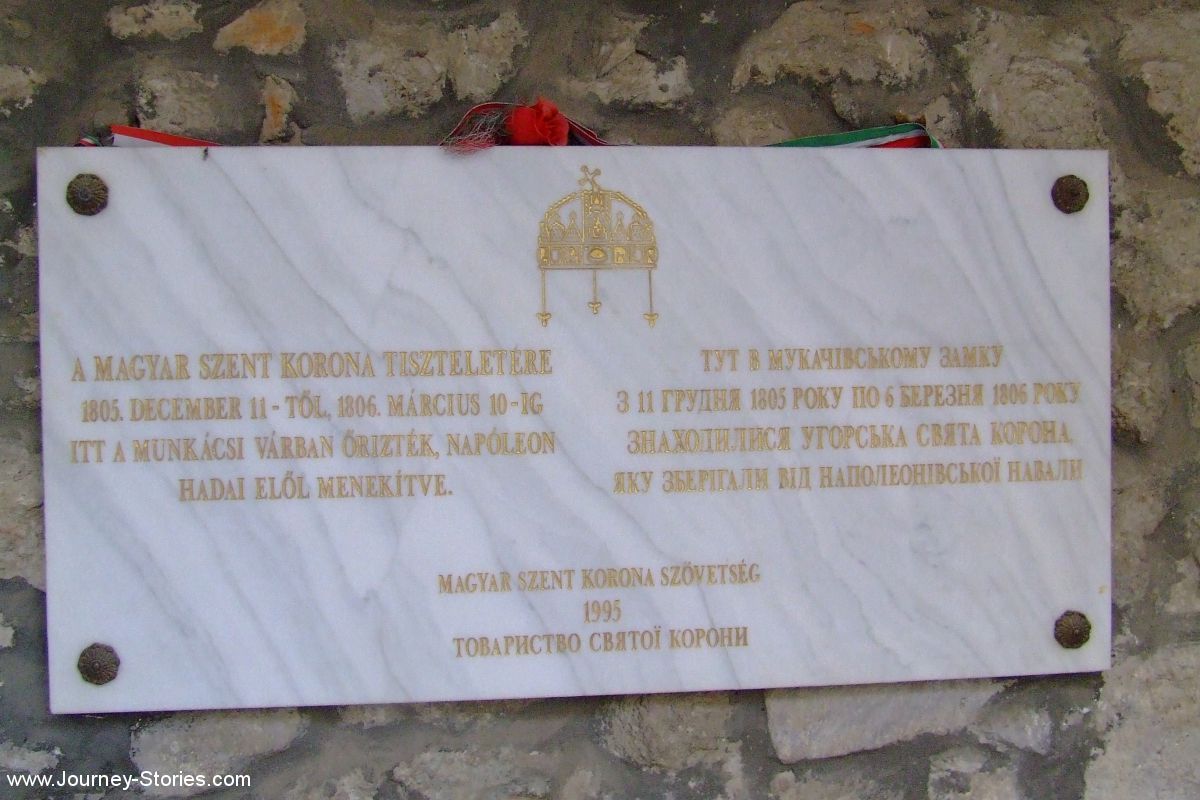 A MAGYAR SZENT KORONA TISZTELETÉRE
1805. DECEMBER 11 - TŐL, 1806. MÁRCIUS 10 - IG
ITT A MUNKÁCSI VÁRBAN ŐRIZTÉK, NAPÓLEON
HADAI ELŐL MENEKÍTVE.
ТУТ В МУКАЧІВСЬКОМУ ЗАМКУ
З 11 ГРУДНЯ 1805 РОКУ ПО 6 БЕРЕЗНЯ 1806 РОКУ
ЗНАХОДИЛИСЯ УГОРСЬКА СВЯТА КОРОНА,
ЯКУ ЗБЕРІГАЛИ ВІД НАПОЛЕОНІВСЬКОЇ НАВАЛИ
MAGYAR SZENT KORONA SZÖVETSÉG
1995
ТОВАРИСТВО СВЯТОЇ КОРОНИ
www.Journey-Stories.com